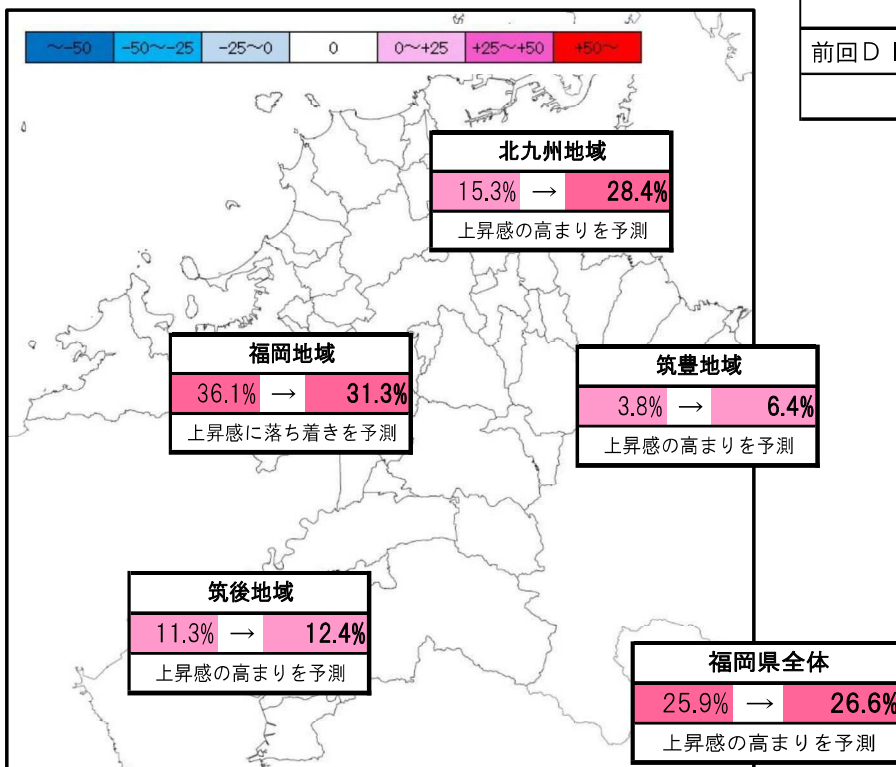 ～-50 -50～-25 -25～0 0 0～+25 +25～+50 +50～
前回D
北九州地域
15.3% → 28.4%
上昇感の高まりを予測
福岡地域
36.1% → 31.3%
上昇感に落ち着きを予測
筑豊地域
3.8% → 6.4%
上昇感の高まりを予測
筑後地域
11.3% → 12.4%
上昇感の高まりを予測
福岡県全体
25.9% → 26.6%
上昇感の高まりを予測